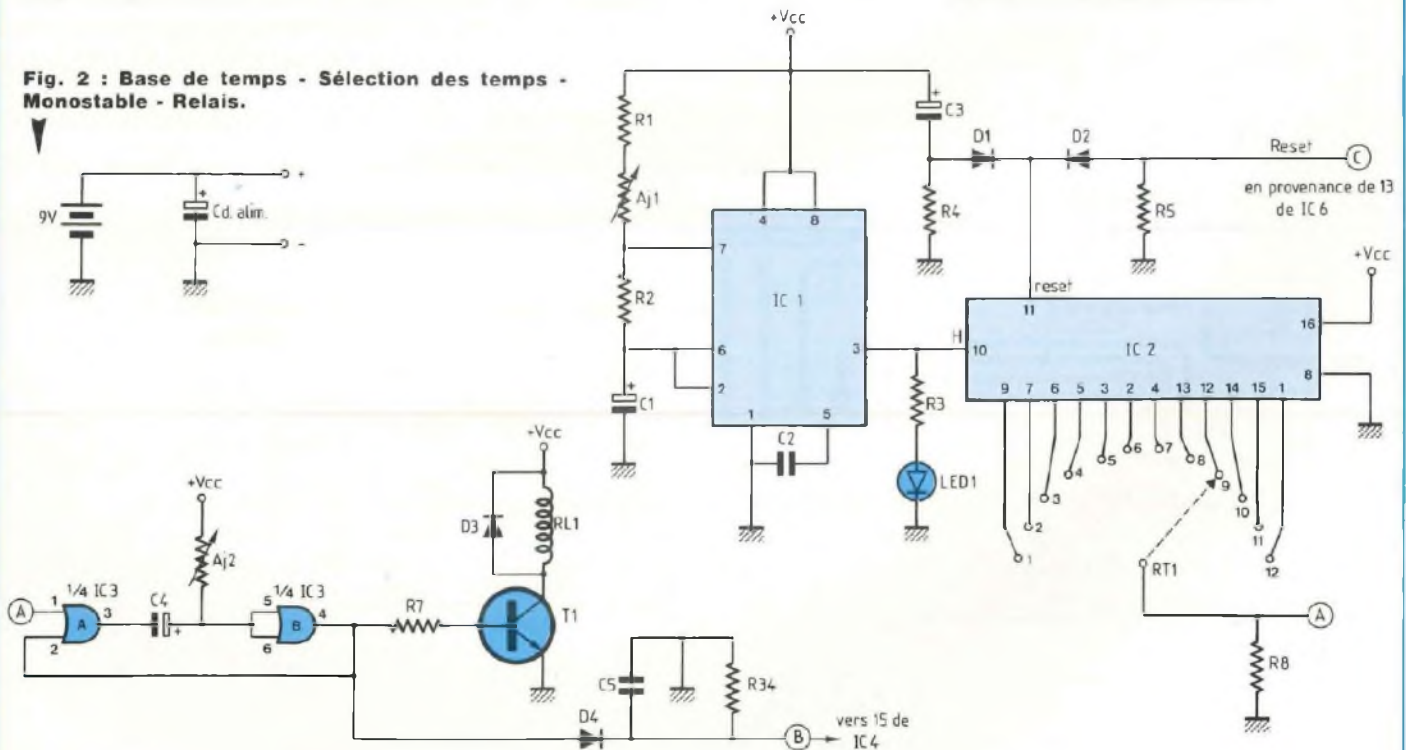 Fig. 2 : Base de temps - Sélection des temps -
Monostable - Relais.
+Vcc
9V
+
Cd. alim.
+
-
R1
Aj1
R2
+
C1
4 8
7
IC 1
6
2
3
1 5
C2
+
C3
D1 D2
R4
R5
Reset C
en provenance de 13
de IC6
+Vcc
reset
11
16
H
10
IC 2
8
9 7 6 5 3 2 4 13 12 14 15 1
R3
LED1
1 2 3 4 5 6 7 8 9 10 11 12
RT1
A
R8
+Vcc
D3
RL1
+Vcc
Aj2
A
1
2
1/4 IC3
A
3
C4
+
1/4 IC3
5
6
B
4
R7
T1
C5
R34
D4
B
vers 15 de
IC4